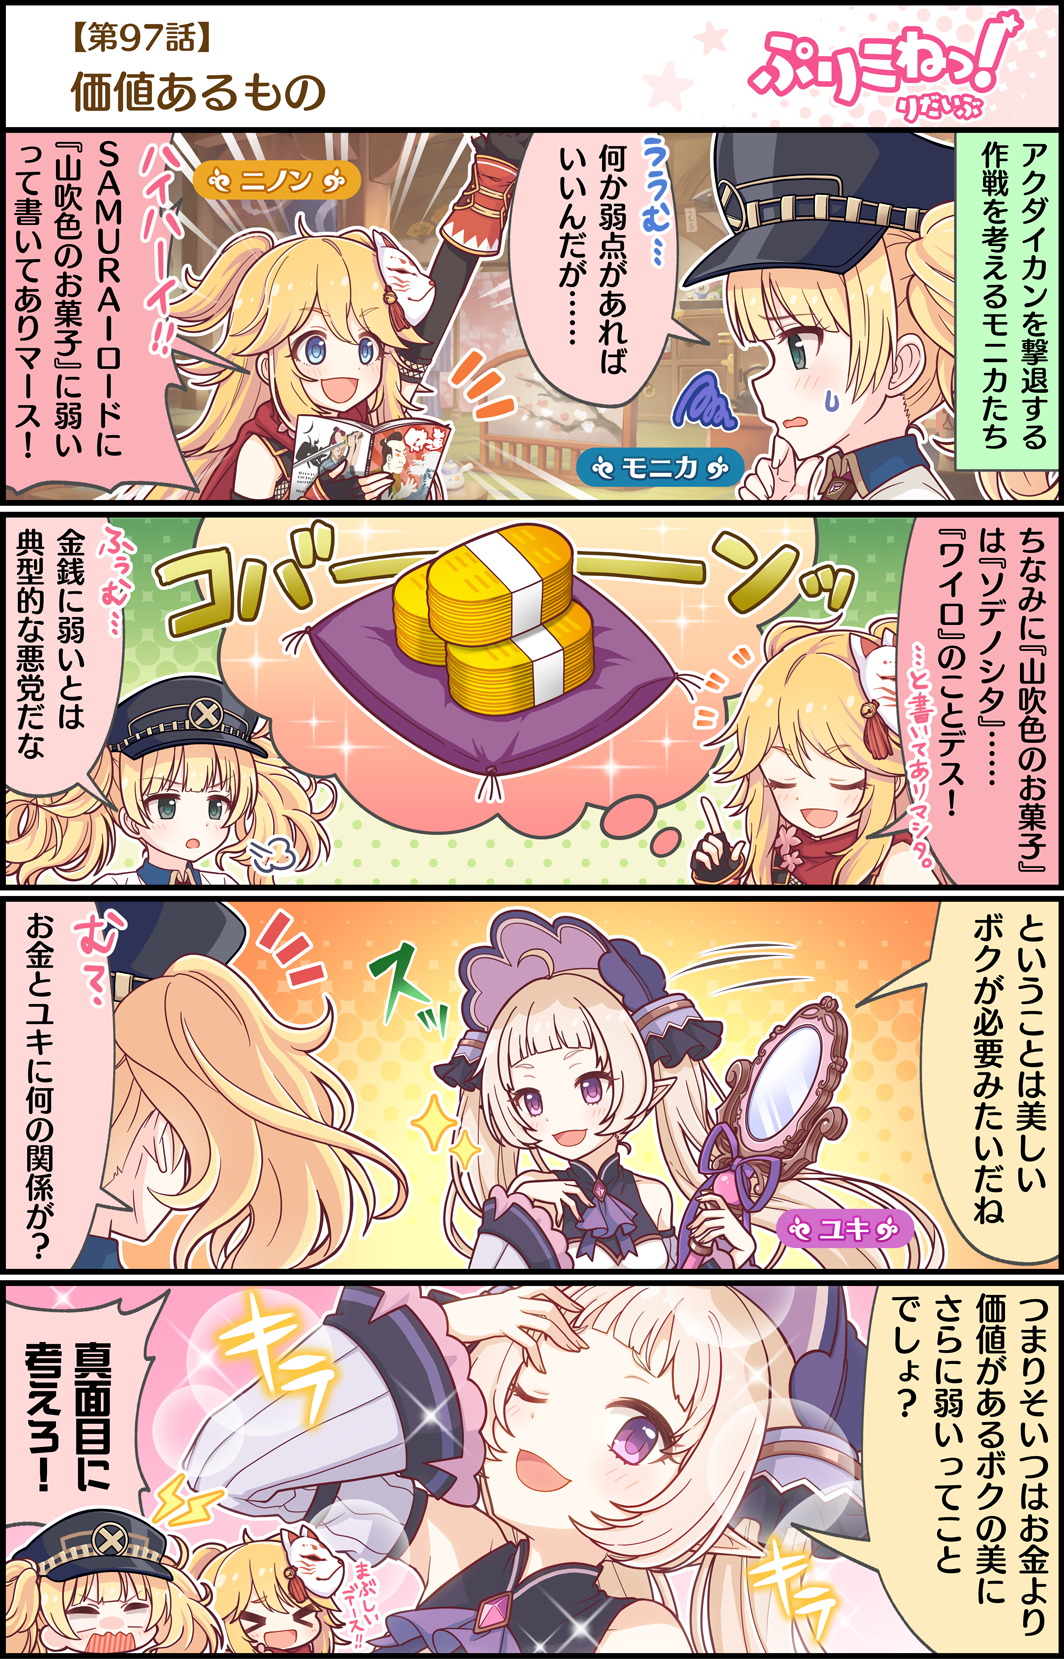 【第97話】
価値あるもの
ぷりこねっ!
りだいぶ
アクダイカンを撃退する
作戦を考えるモニカたち
ううむ…
何か弱点があれば
いいんだが……
モニカ
ニノン
ハイハーイ!!
SAMURAIロードに
『山吹色のお菓子』に弱い
って書いてありマース!
ちなみに『山吹色のお菓子』
は『ソデノシタ』……
『ワイロ』のことデス!
…と書いてありマシタ。
コバーーンッ
ふぅむ…
金銭に弱いとは
典型的な悪党だな
ということは美しい
ボクが必要みたいだね
スッ
ユキ
むぅ?
お金とユキに何の関係が?
つまりそいつはお金より
価値があるボクの美に
さらに弱いってこと
でしょ?
キラ
キラ
真面目に
考えろ!
まぶしい
デース!!